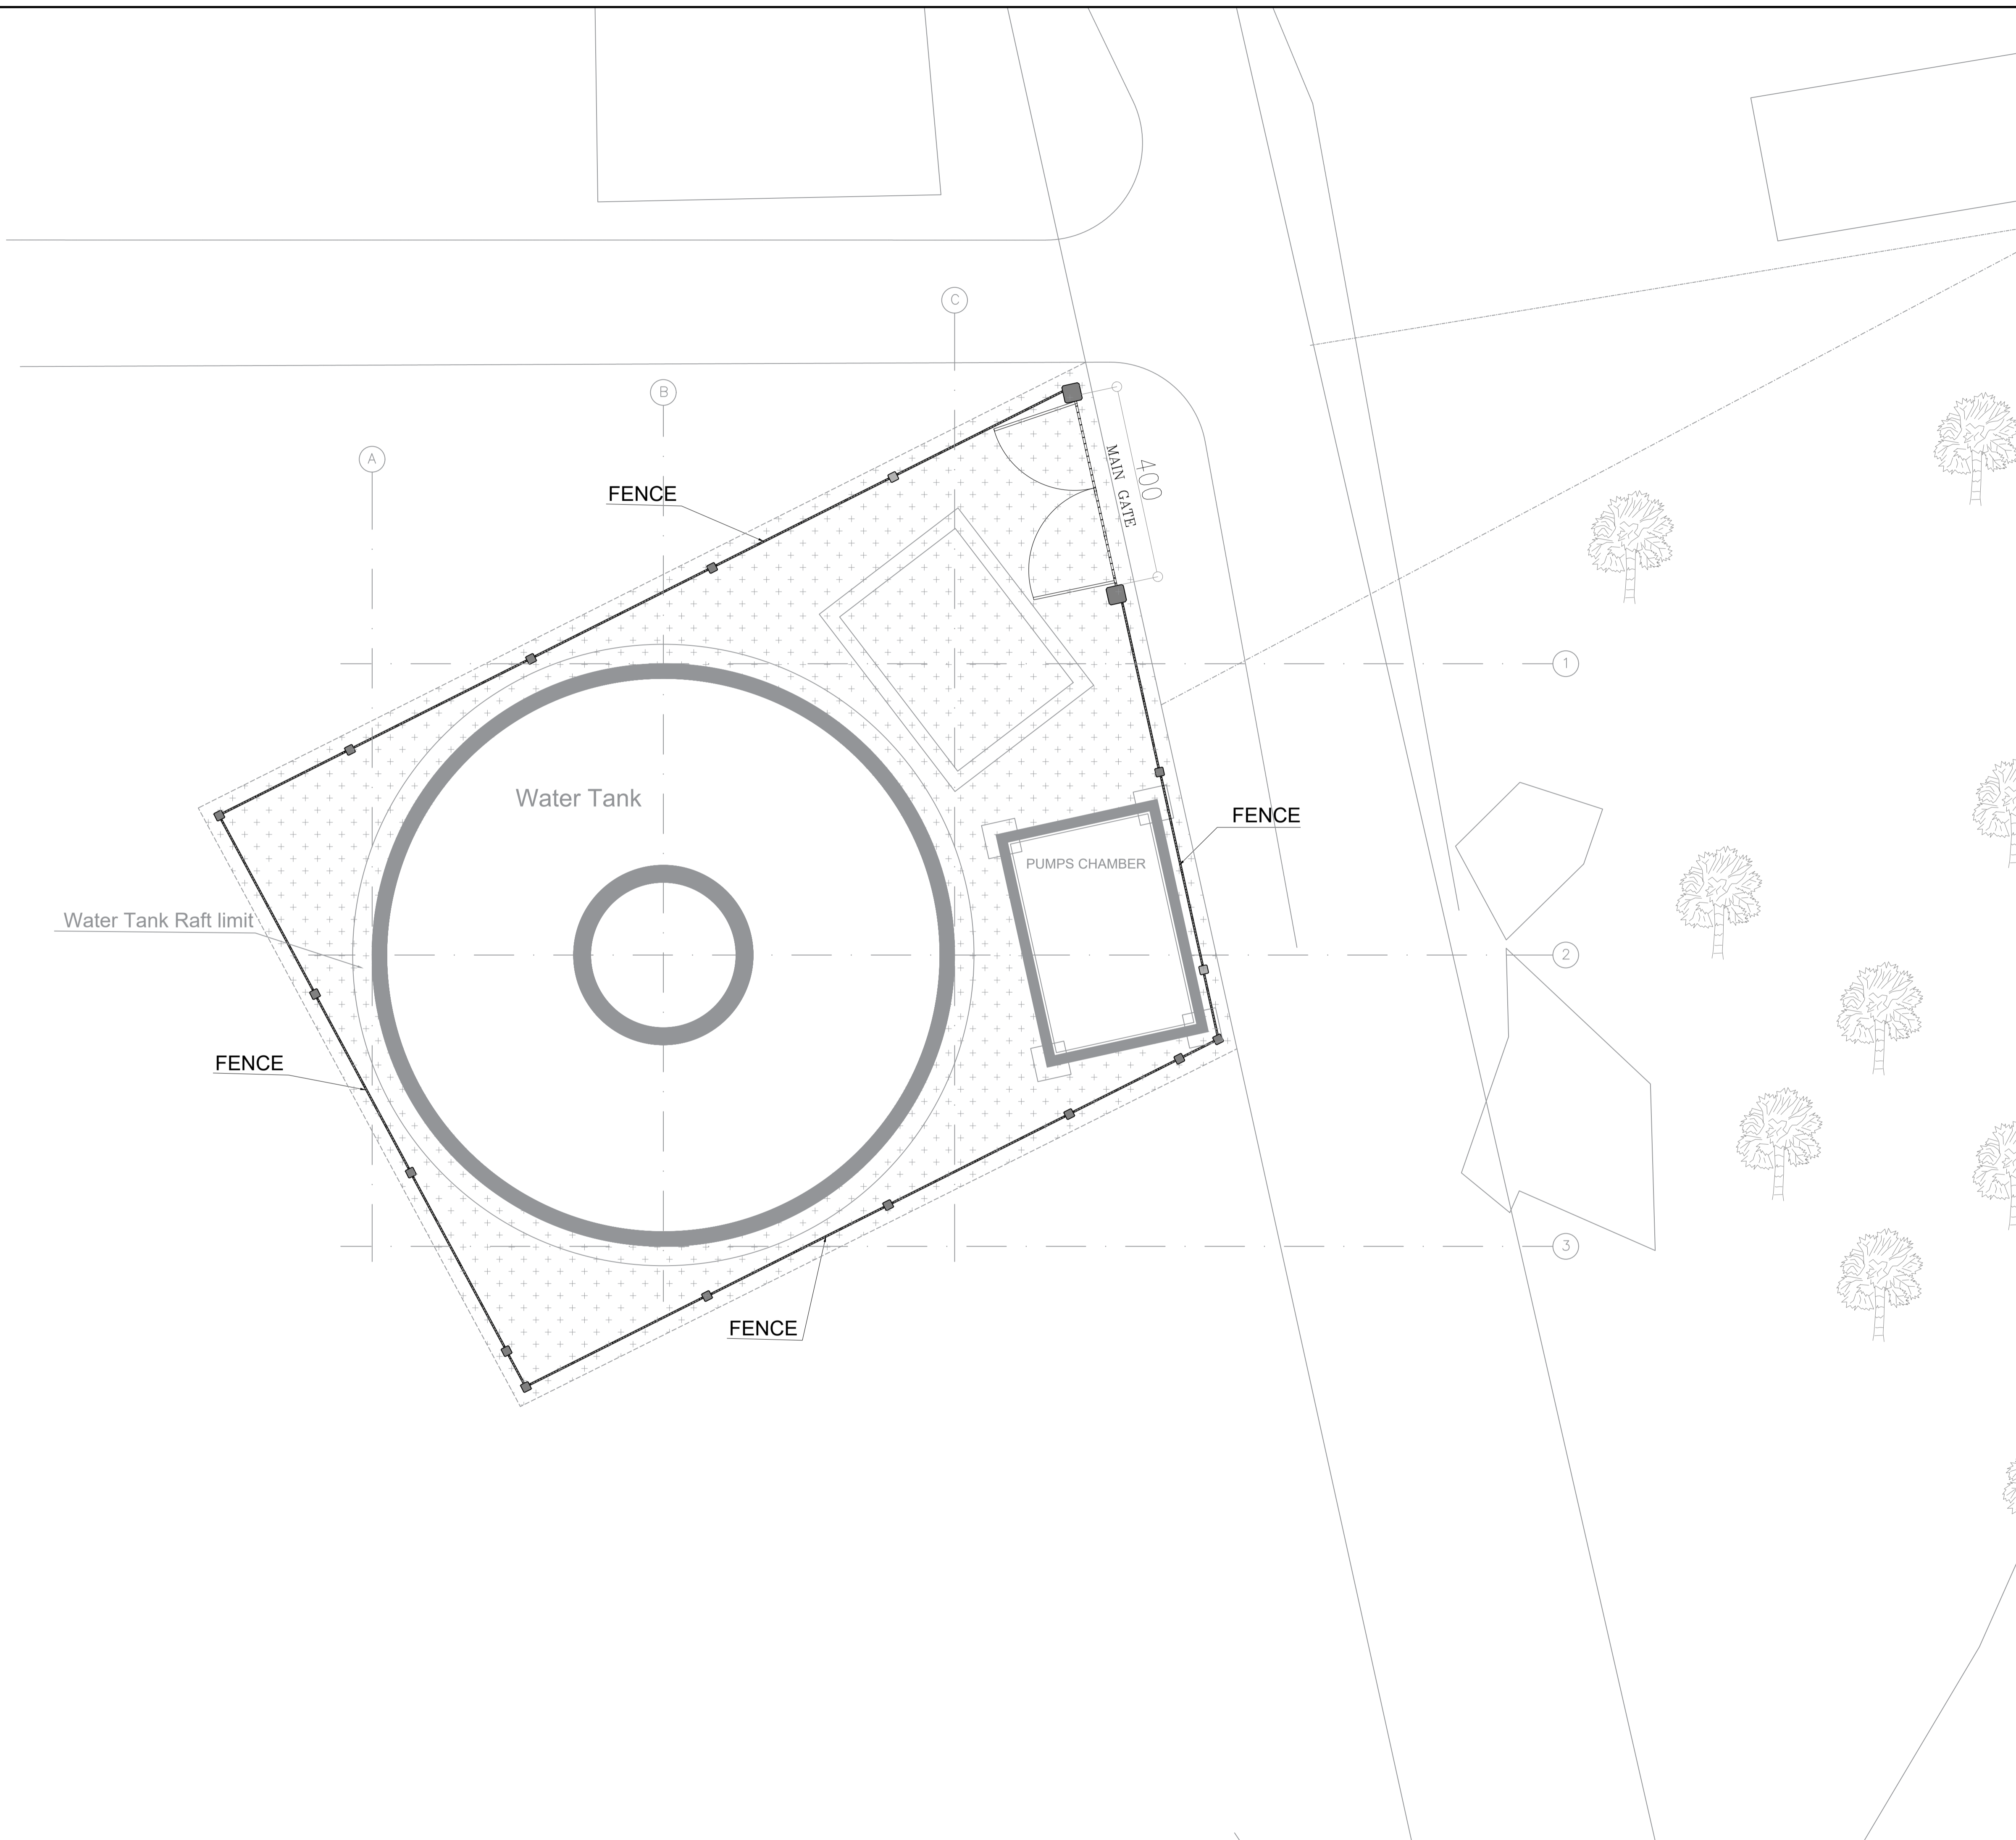 C
B
A
MAIN GATE
400
FENCE
1
Water Tank
FENCE
PUMPS CHAMBER
Water Tank Raft limit
2
FENCE
3
FENCE